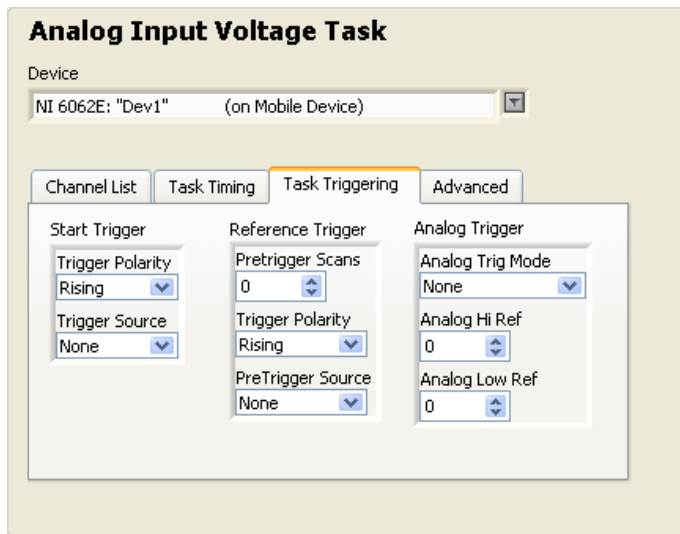 Analog Input Voltage Task
Device
NI 6062E: "Dev1" (on Mobile Device)
Channel List Task Timing Task Triggering Advanced
Start Trigger
Trigger Polarity
Rising
Trigger Source
None
Reference Trigger
Pretrigger Scans
0
Trigger Polarity
Rising
PreTrigger Source
None
Analog Trigger
Analog Trig Mode
None
Analog Hi Ref
0
Analog Low Ref
0